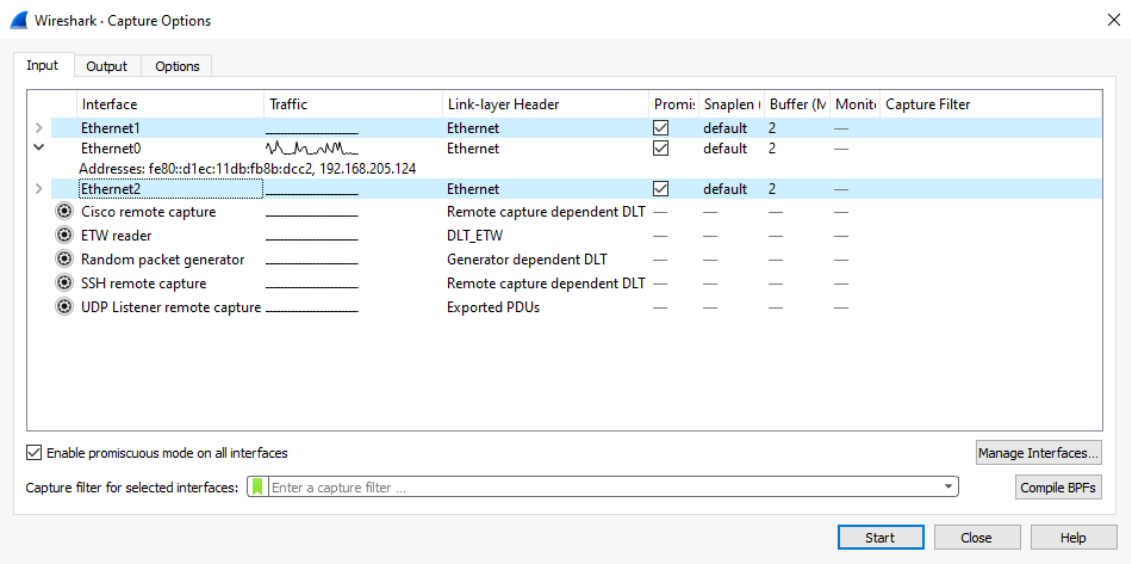 Wireshark · Capture Options
Input Output Options
Interface Traffic Link-layer Header Promis Snaplen ( Buffer (M Monito Capture Filter
Ethernet1 Ethernet default 2 —
Ethernet0 Ethernet default 2 —
Addresses: fe80::d1ec:11db:fb8b:dcc2, 192.168.205.124
Ethernet2 Ethernet default 2 —
Cisco remote capture Remote capture dependent DLT — — — —
ETW reader DLT_ETW — — — —
Random packet generator Generator dependent DLT — — — —
SSH remote capture Remote capture dependent DLT — — — —
UDP Listener remote capture Exported PDUs — — — —
Enable promiscuous mode on all interfaces Manage Interfaces...
Capture filter for selected interfaces: Enter a capture filter ... Compile BPFs
Start Close Help